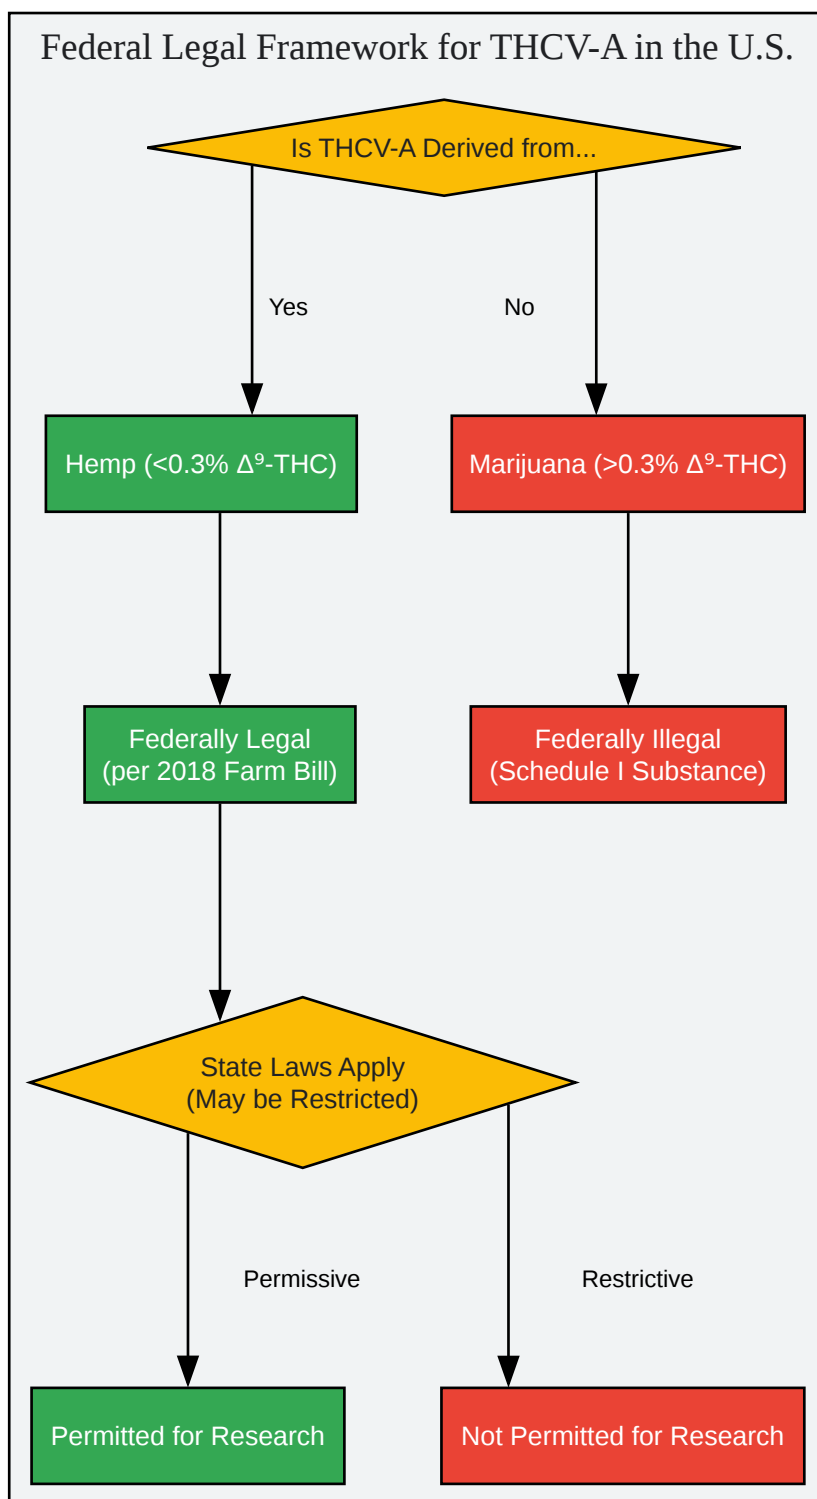 Federal Legal Framework for THCV-A in the U.S.
Is THCV-A Derived from...
Yes
No
Hemp (<0.3% Δ⁹-THC)
Marijuana (>0.3% Δ⁹-THC)
Federally Legal
(per 2018 Farm Bill)
Federally Illegal
(Schedule I Substance)
State Laws Apply
(May be Restricted)
Permissive
Restrictive
Permitted for Research
Not Permitted for Research